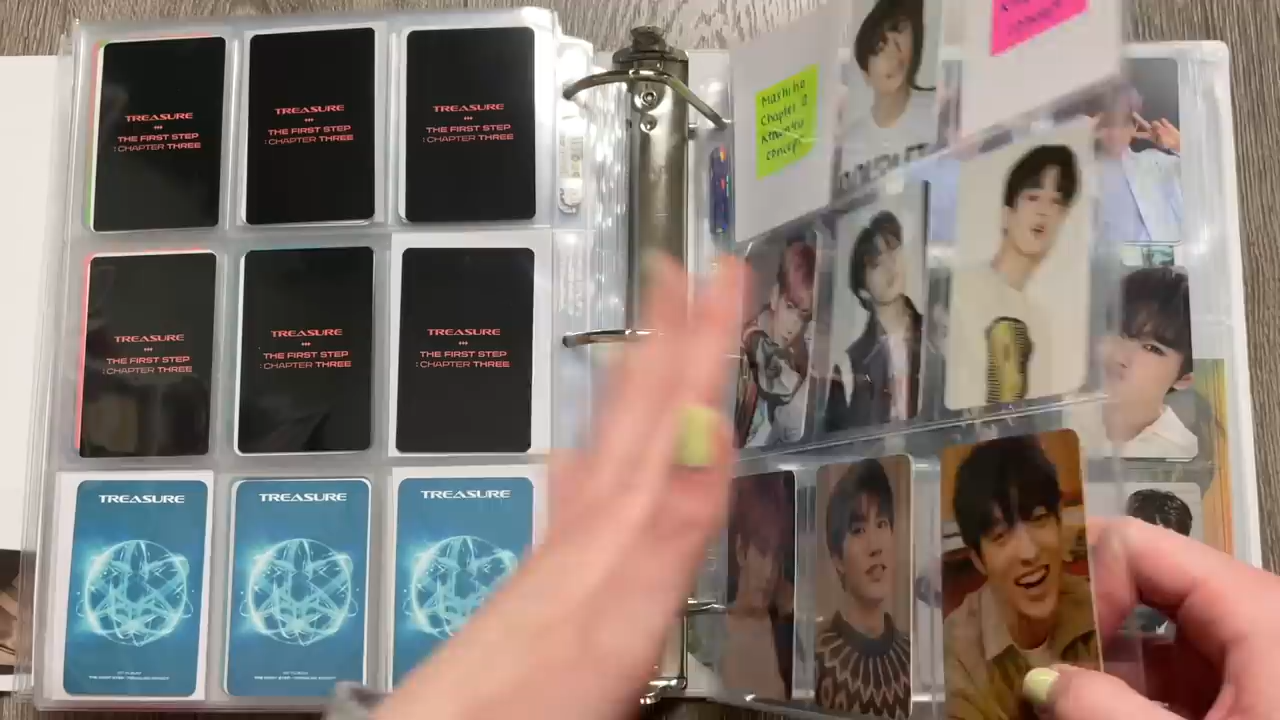 TREASURE
THE FIRST STEP
: CHAPTER THREE
TREASURE
THE FIRST STEP
: CHAPTER THREE
TREASURE
THE FIRST STEP
: CHAPTER THREE
Mashiho
Chapter
concept
concept
TREASURE
THE FIRST STEP
: CHAPTER THREE
TREASURE
THE FIRST STEP
: CHAPTER THREE
TREASURE
THE FIRST STEP
: CHAPTER THREE
TREASURE
TREASURE
TREASURE